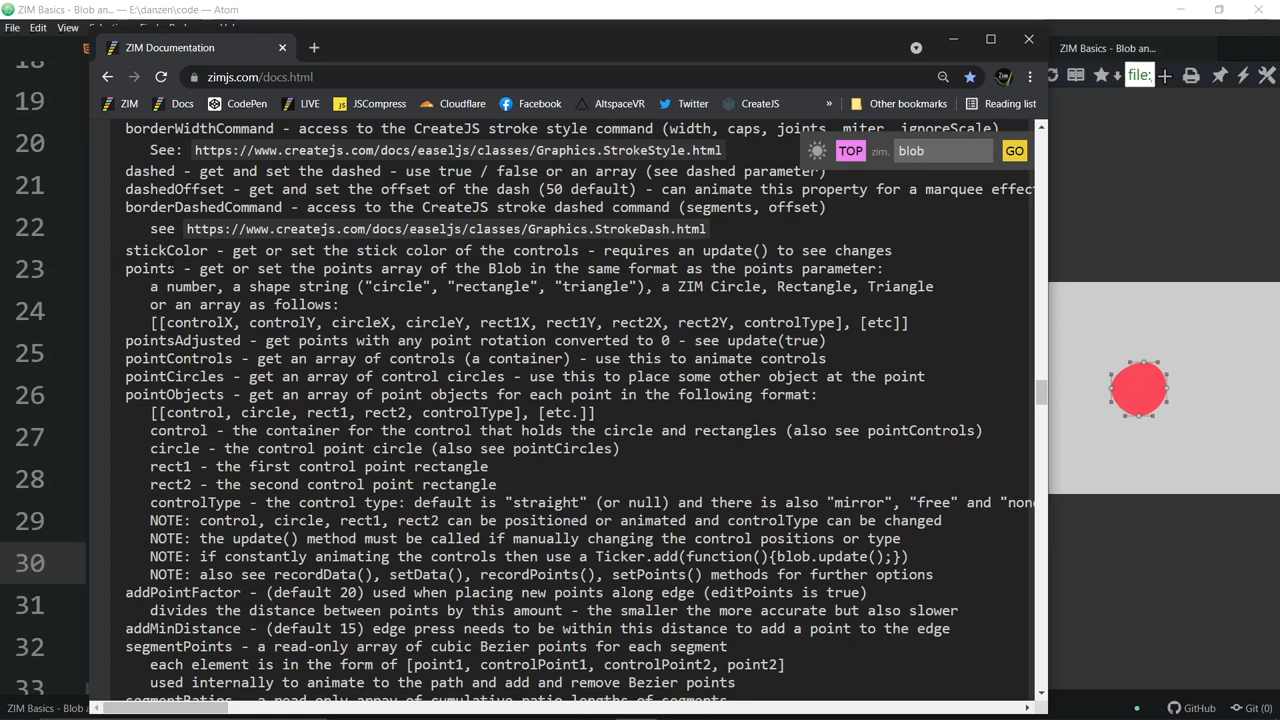 ZIM Basics - Blob an... — danzen\code — Atom
File Edit View
18
19
20
21
22
23
24
25
26
27
28
29
30
31
32
33
ZIM Basics - Blob
ZIM Documentation
zimjs.com/docs.html
ZIM Docs CodePen LIVE JSCompress Cloudflare Facebook AltspaceVR Twitter CreateJS » Other bookmarks Reading list
TOP zim. blob GO
borderWidthCommand - access to the CreateJS stroke style command (width, caps, joints, miter, ignoreScale)
See: https://www.createjs.com/docs/easeljs/classes/Graphics.StrokeStyle.html
dashed - get and set the dashed - use true / false or an array (see dashed parameter)
dashedOffset - get and set the offset of the dash (50 default) - can animate this property for a marquee effect
borderDashedCommand - access to the CreateJS stroke dashed command (segments, offset)
see https://www.createjs.com/docs/easeljs/classes/Graphics.StrokeDash.html
stickColor - get or set the stick color of the controls - requires an update() to see changes
points - get or set the points array of the Blob in the same format as the points parameter:
a number, a shape string ("circle", "rectangle", "triangle"), a ZIM Circle, Rectangle, Triangle
or an array as follows:
[[controlX, controlY, circleX, circleY, rect1X, rect1Y, rect2X, rect2Y, controlType], [etc]]
pointsAdjusted - get points with any point rotation converted to 0 - see update(true)
pointControls - get an array of controls (a container) - use this to animate controls
pointCircles - get an array of control circles - use this to place some other object at the point
pointObjects - get an array of point objects for each point in the following format:
[[control, circle, rect1, rect2, controlType], [etc.]]
control - the container for the control that holds the circle and rectangles (also see pointControls)
circle - the control point circle (also see pointCircles)
rect1 - the first control point rectangle
rect2 - the second control point rectangle
controlType - the control type: default is "straight" (or null) and there is also "mirror", "free" and "none
NOTE: control, circle, rect1, rect2 can be positioned or animated and controlType can be changed
NOTE: the update() method must be called if manually changing the control positions or type
NOTE: if constantly animating the controls then use a Ticker.add(function(){blob.update();})
NOTE: also see recordData(), setData(), recordPoints(), setPoints() methods for further options
addPointFactor - (default 20) used when placing new points along edge (editPoints is true)
divides the distance between points by this amount - the smaller the more accurate but also slower
addMinDistance - (default 15) edge press needs to be within this distance to add a point to the edge
segmentPoints - a read-only array of cubic Bezier points for each segment
each element is in the form of [point1, controlPoint1, controlPoint2, point2]
used internally to animate to the path and add and remove Bezier points
segmentRatios - a read-only array of cumulative ratio lengths of segments
ZIM Basics - Blob an...
file:
GitHub Git (0)